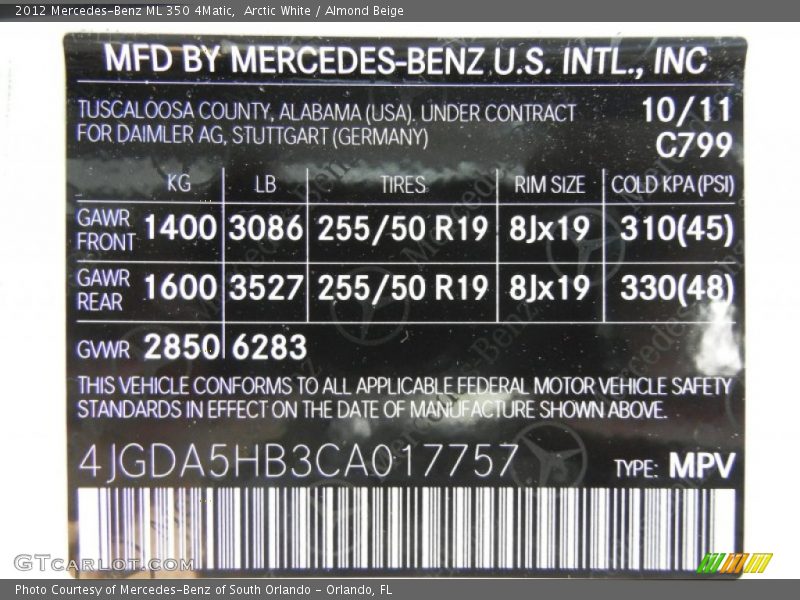 2012 Mercedes-Benz ML 350 4Matic,  Arctic White / Almond Beige
MFD BY MERCEDES-BENZ U.S. INTL., INC
TUSCALOOSA COUNTY, ALABAMA (USA). UNDER CONTRACT 10/11
FOR DAIMLER AG, STUTTGART (GERMANY) C799
KG LB TIRES RIM SIZE COLD KPA(PSI)
GAWR FRONT 1400 3086 255/50 R19 8Jx19 310(45)
GAWR REAR 1600 3527 255/50 R19 8Jx19 330(48)
GVWR 2850 6283
THIS VEHICLE CONFORMS TO ALL APPLICABLE FEDERAL MOTOR VEHICLE SAFETY
STANDARDS IN EFFECT ON THE DATE OF MANUFACTURE SHOWN ABOVE.
4JGDA5HB3CA017757 TYPE: MPV
GTcarlot.com
Photo Courtesy of Mercedes-Benz of South Orlando - Orlando, FL